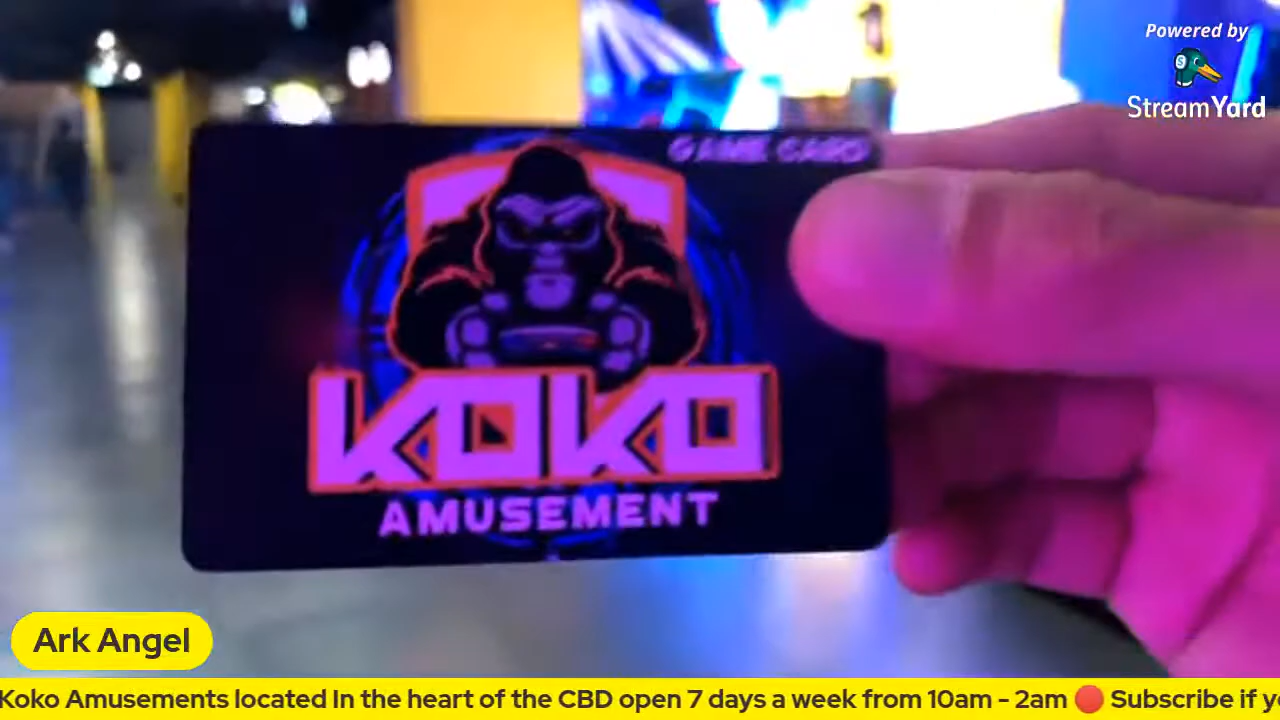 Powered by
StreamYard
GAME CARD
KOKO
AMUSEMENT
Ark Angel
Koko Amusements located In the heart of the CBD open 7 days a week from 10am - 2am 🔴 Subscribe if